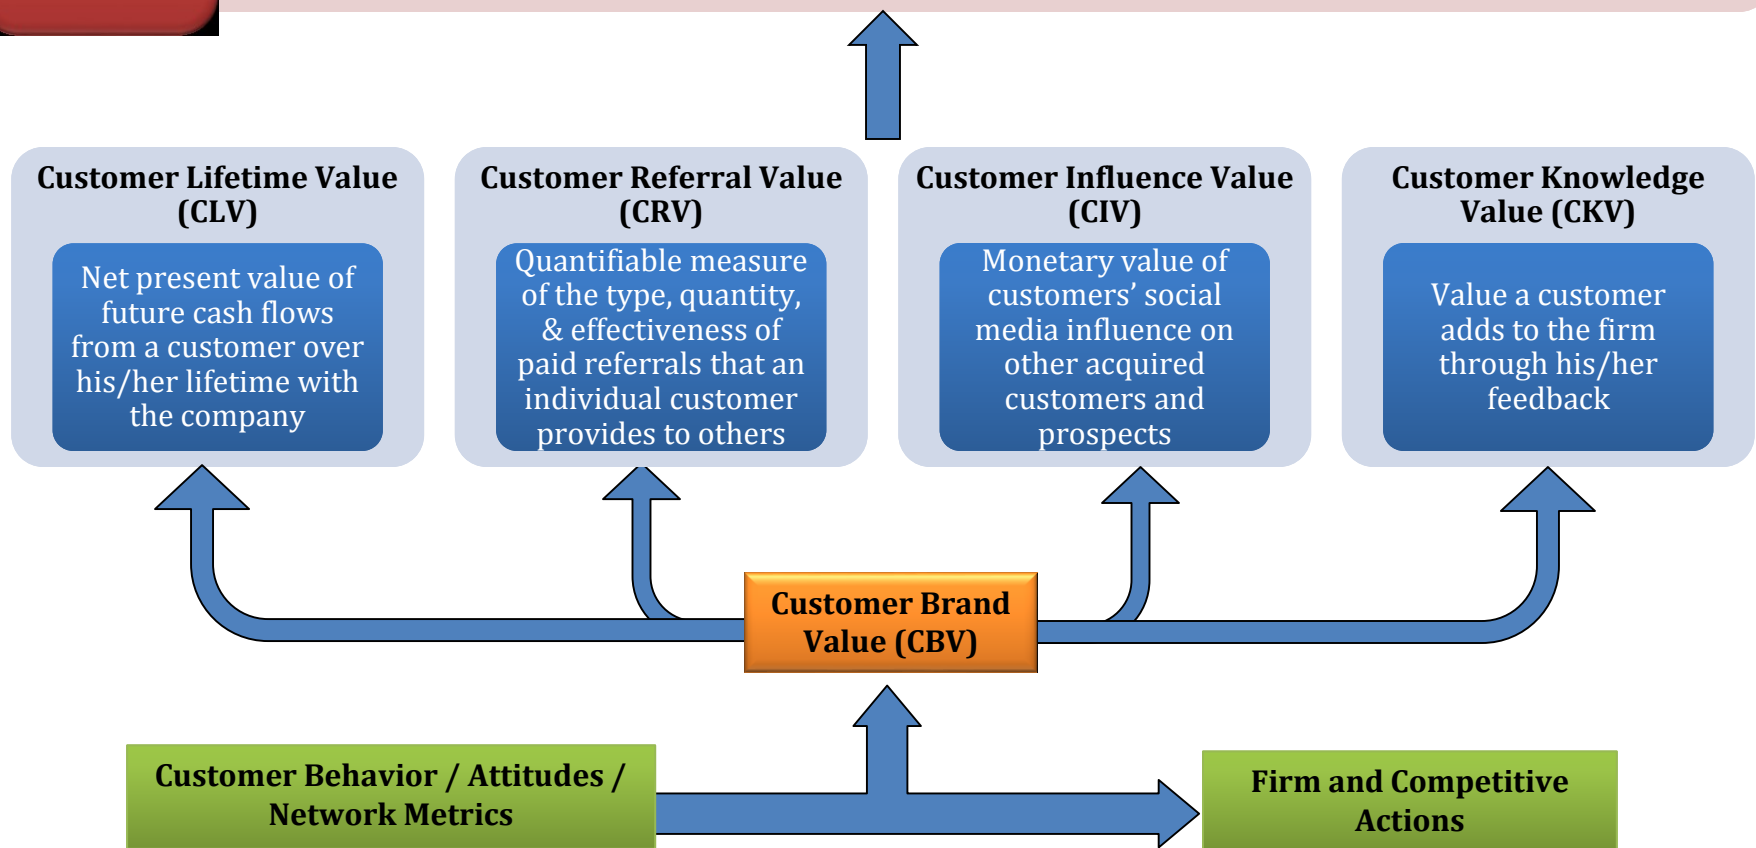 Customer Lifetime Value
(CLV)
Net present value of
future cash flows
from a customer over
his/her lifetime with
the company
Customer Referral Value
(CRV)
Quantifiable measure
of the type, quantity,
& effectiveness of
paid referrals that an
individual customer
provides to others
Customer Influence Value
(CIV)
Monetary value of
customers’ social
media influence on
other acquired
customers and
prospects
Customer Knowledge
Value (CKV)
Value a customer
adds to the firm
through his/her
feedback
Customer Brand
Value (CBV)
Customer Behavior / Attitudes /
Network Metrics
Firm and Competitive
Actions